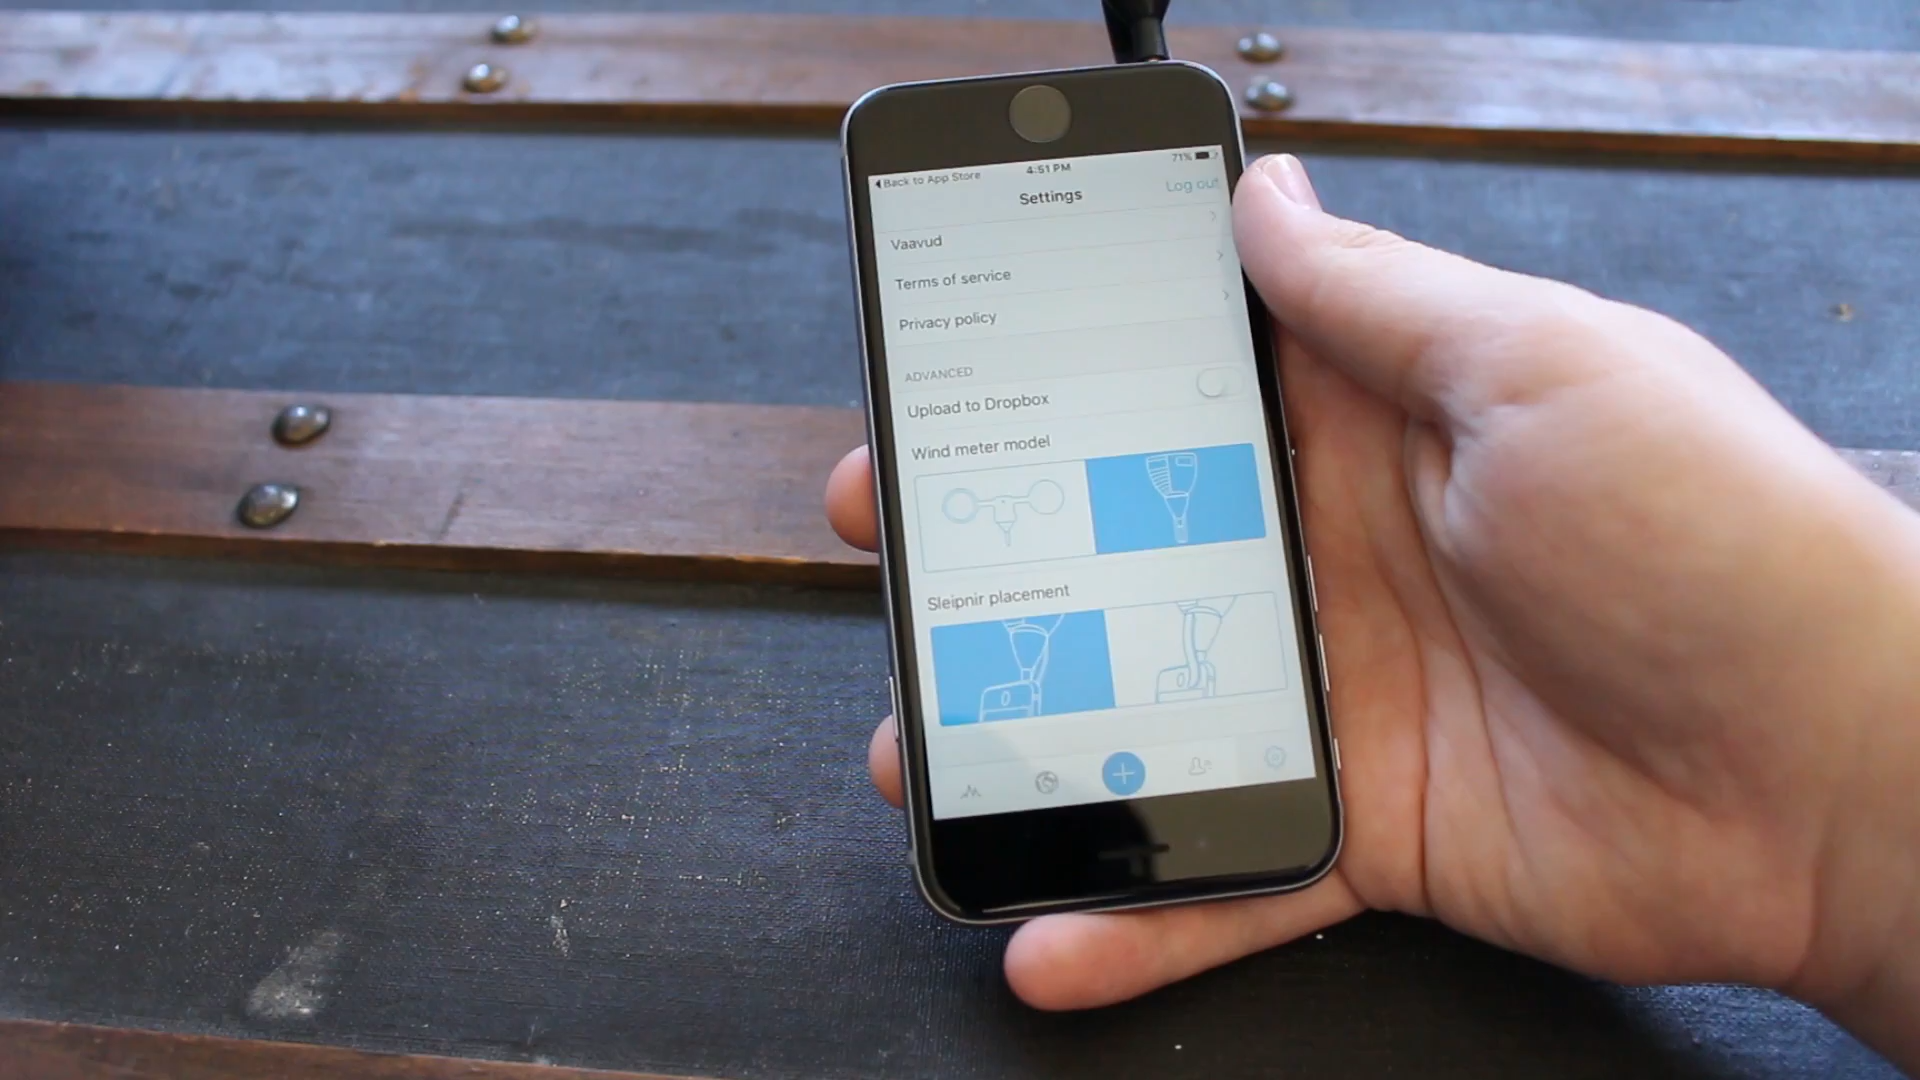 Back to App Store
4:51 PM
71%
Settings
Log out
Vaavud
Terms of service
Privacy policy
ADVANCED
Upload to Dropbox
Wind meter model
Sleipnir placement